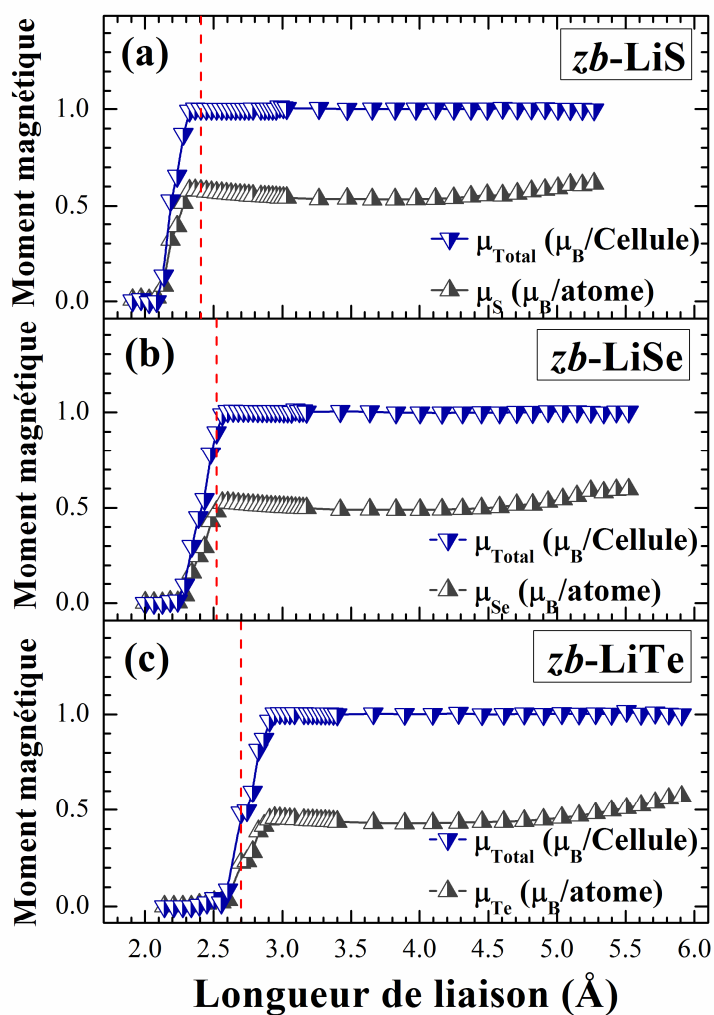 (a)
zb-LiS
Moment magnétique
1.0
0.5
0.0
μTotal (μB/Cellule)
μS (μB/atome)
(b)
zb-LiSe
Moment magnétique
1.0
0.5
0.0
μTotal (μB/Cellule)
μSe (μB/atome)
(c)
zb-LiTe
Moment magnétique
1.0
0.5
0.0
μTotal (μB/Cellule)
μTe (μB/atome)
2.0 2.5 3.0 3.5 4.0 4.5 5.0 5.5 6.0
Longueur de liaison (Å)